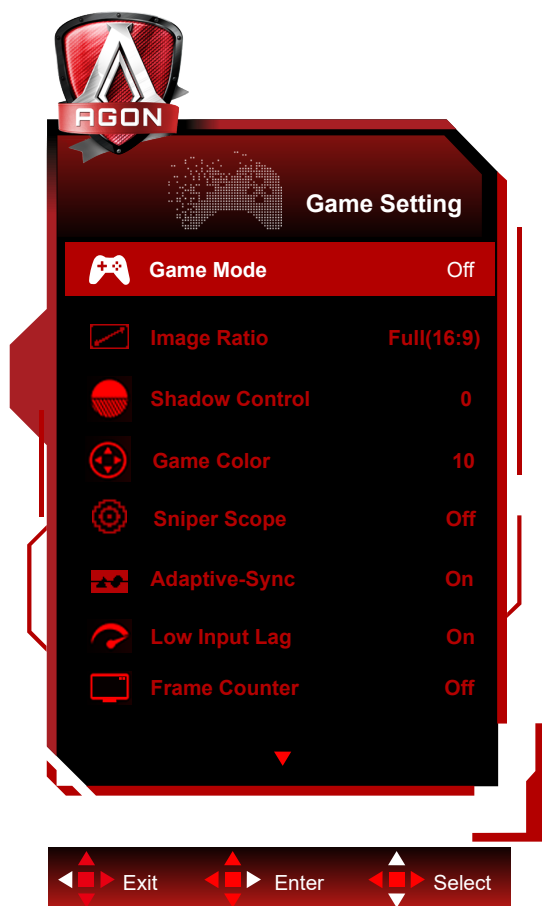 AGON
Game Setting
Game Mode Off
Image Ratio Full(16:9)
Shadow Control 0
Game Color 10
Sniper Scope Off
Adaptive-Sync On
Low Input Lag On
Frame Counter Off
Exit Enter Select